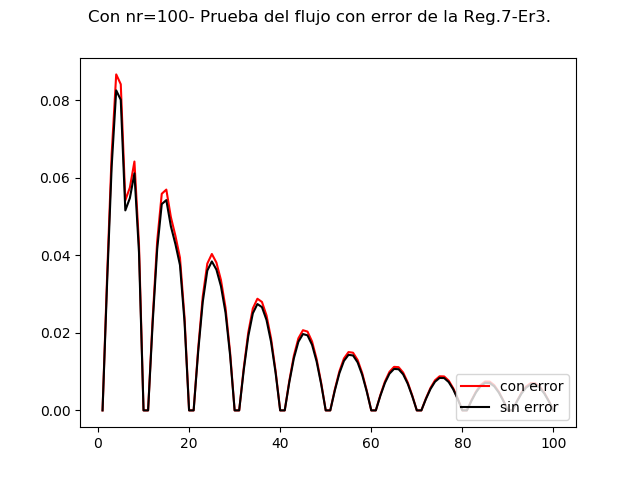 Con nr=100- Prueba del flujo con error de la Reg.7-Er3.
0.08
0.06
0.04
0.02
0.00
con error
sin error
0 20 40 60 80 100